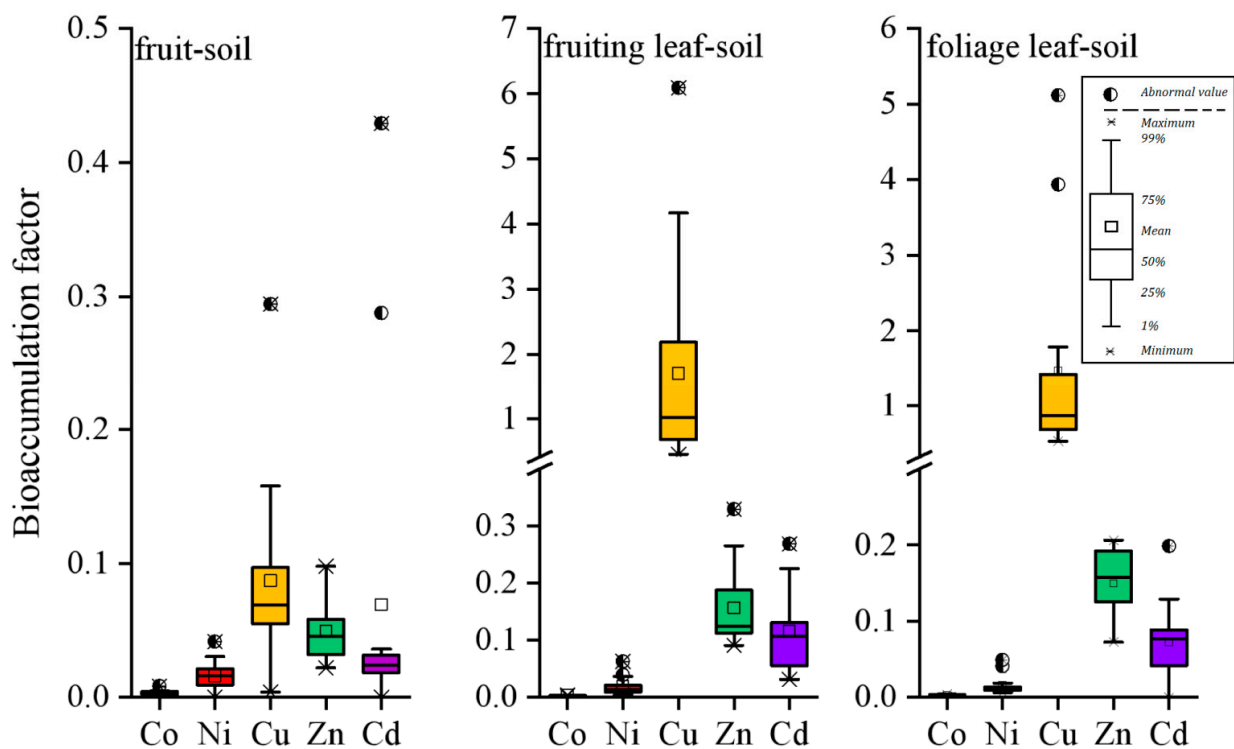 Bioaccumulation factor
fruit-soil
0.5
0.4
0.3
0.2
0.1
0.0
Co Ni Cu Zn Cd
fruiting leaf-soil
7
6
5
4
3
2
1
0.3
0.2
0.1
0.0
Co Ni Cu Zn Cd
foliage leaf-soil
6
5
4
3
2
1
0.2
0.1
0.0
Co Ni Cu Zn Cd
Abnormal value
Maximum
99%
75%
Mean
50%
25%
1%
Minimum